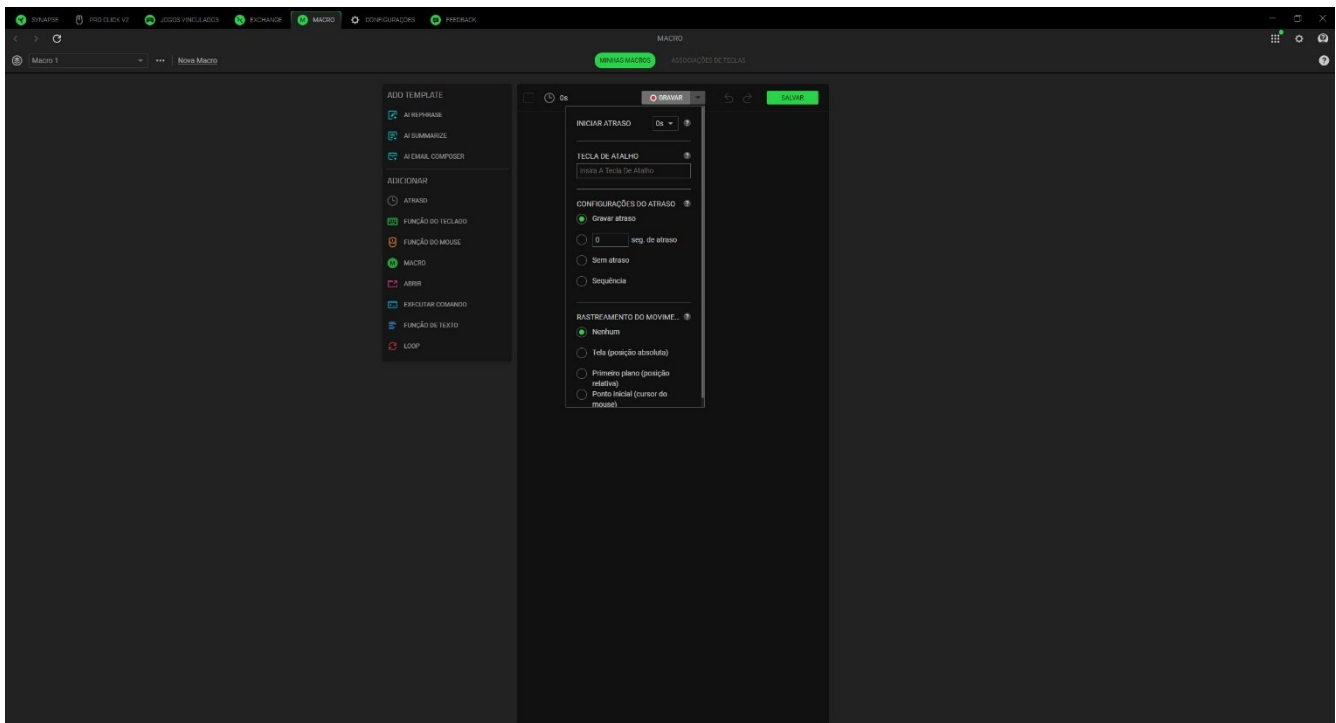 SYNAPSE
PRO CLICK V2
JOGOS VINCULADOS
EXCHANGE
MACRO
CONFIGURAÇÕES
FEEDBACK
MACRO
Macro 1
Nova Macro
MINHAS MACROS
ASSOCIAÇÕES DE TECLAS
ADD TEMPLATE
AI REPHRASE
AI SUMMARIZE
AI EMAIL COMPOSER
ADICIONAR
ATRASO
FUNÇÃO DO TECLADO
FUNÇÃO DO MOUSE
MACRO
ABRIR
EXECUTAR COMANDO
FUNÇÃO DE TEXTO
LOOP
0s
GRAVAR
SALVAR
INICIAR ATRASO
0s
TECLA DE ATALHO
Insira A Tecla De Atalho
CONFIGURAÇÕES DO ATRASO
Gravar atraso
0 seg. de atraso
Sem atraso
Sequência
RASTREAMENTO DO MOVIME...
Nenhum
Tela (posição absoluta)
Primeiro plano (posição
relativa)
Ponto inicial (cursor do
mouse)